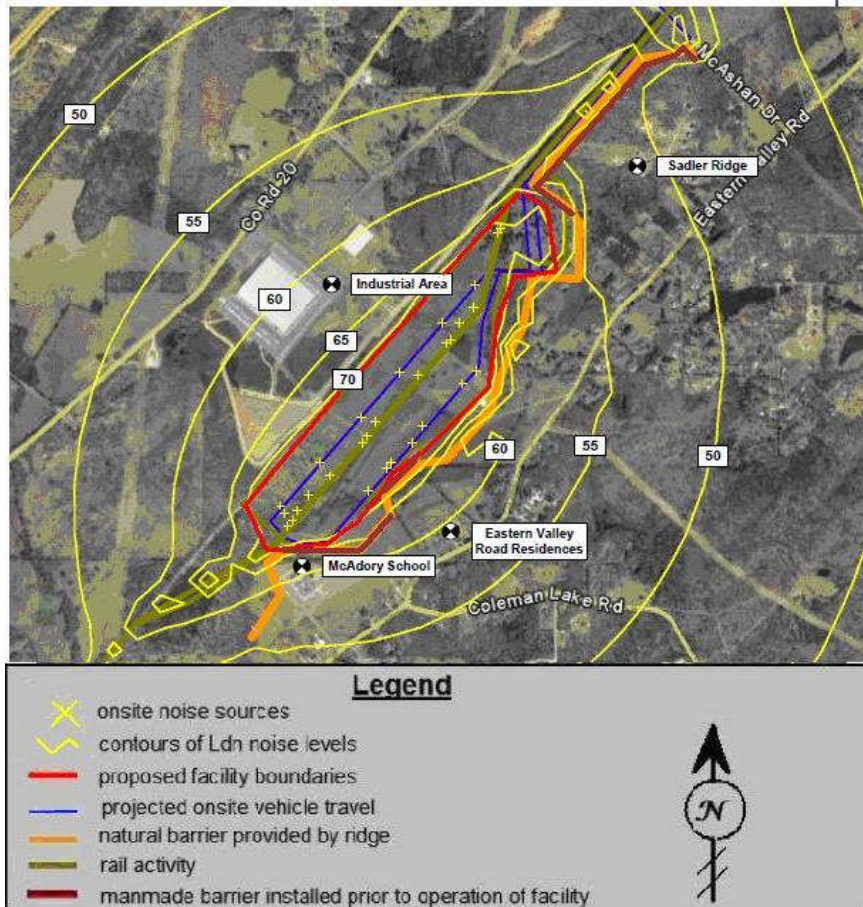 McAshan Dr
50
Eastern Valley Rd
Sadler Ridge
Co Rd 20
55
Industrial Area
60
65
70
60
55
50
Eastern Valley
Road Residences
McAdory School
Coleman Lake Rd
Legend
onsite noise sources
contours of Ldn noise levels
proposed facility boundaries
projected onsite vehicle travel
natural barrier provided by ridge
rail activity
manmade barrier installed prior to operation of facility
N